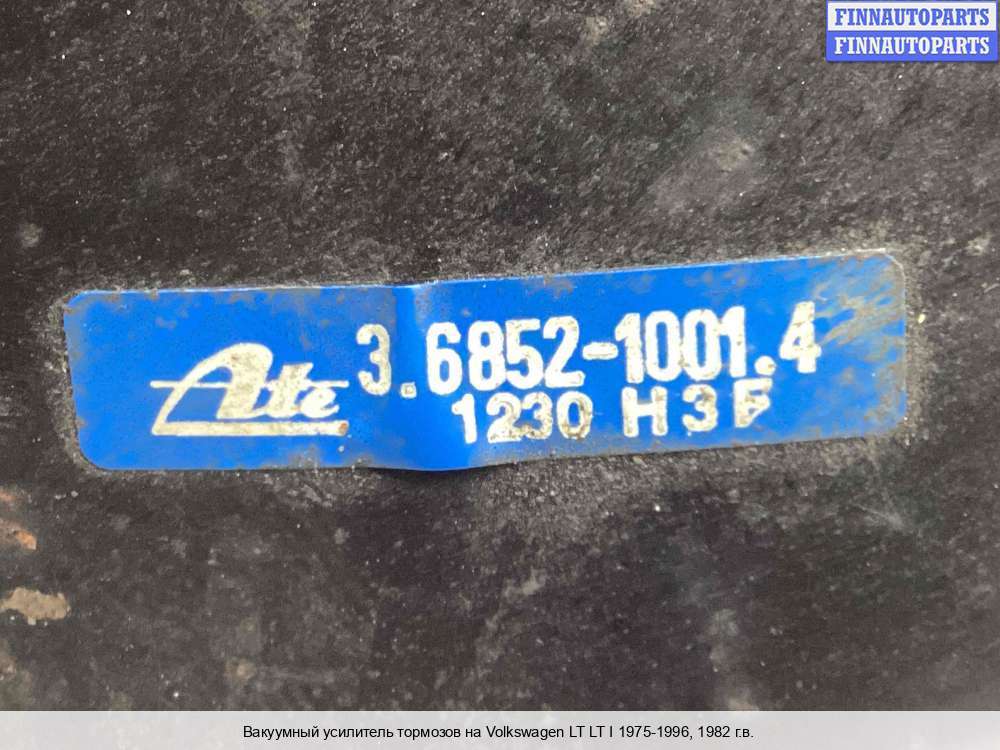 FINNAUTOPARTS
FINNAUTOPARTS
Ate 3.6852-1001.4
1230 H3F
Вакуумный усилитель тормозов на Volkswagen LT LT I 1975-1996, 1982 г.в.